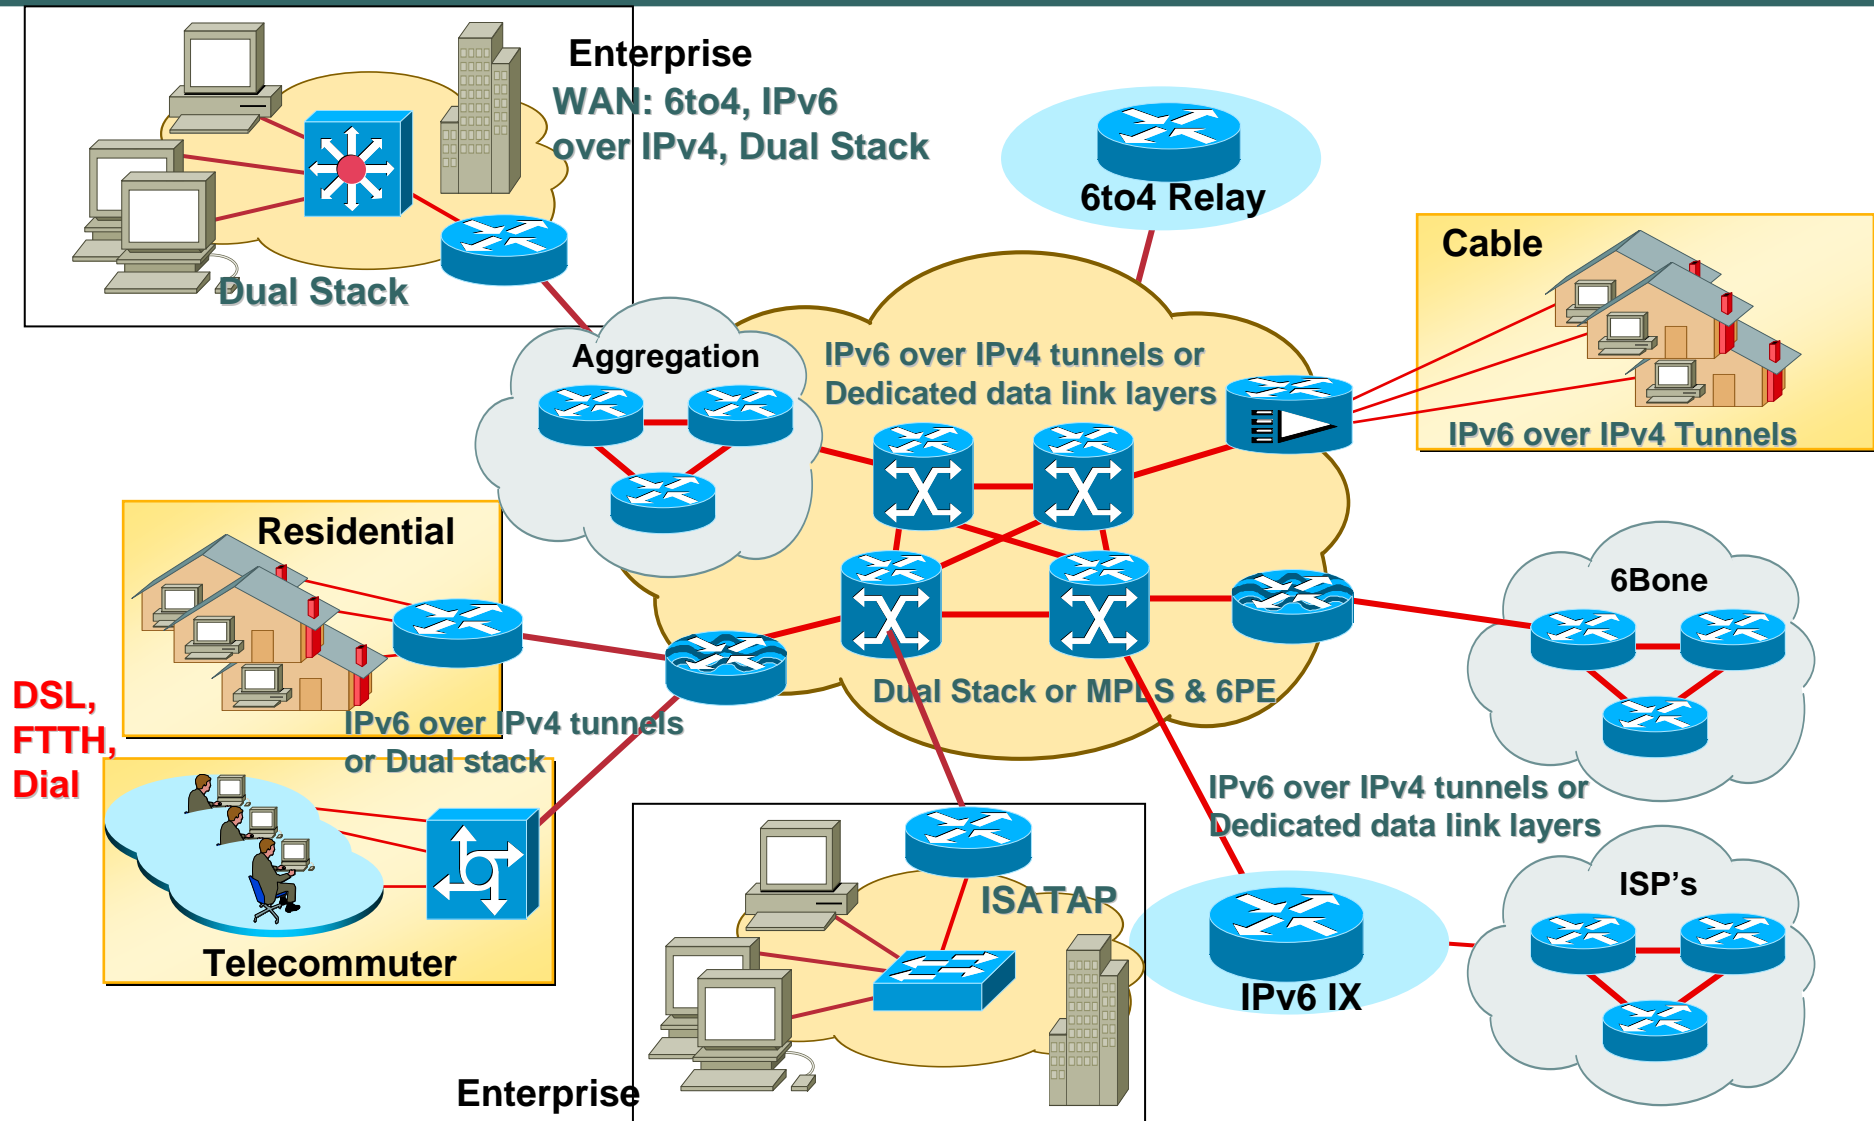 Enterprise
WAN: 6to4, IPv6
over IPv4, Dual Stack
Dual Stack
6to4 Relay
Cable
IPv6 over IPv4 Tunnels
Aggregation
IPv6 over IPv4 tunnels or
Dedicated data link layers
Residential
6Bone
DSL,
FTTH,
Dial
IPv6 over IPv4 tunnels
or Dual stack
Dual Stack or MPLS & 6PE
IPv6 over IPv4 tunnels or
Dedicated data link layers
Telecommuter
ISATAP
ISP's
IPv6 IX
Enterprise